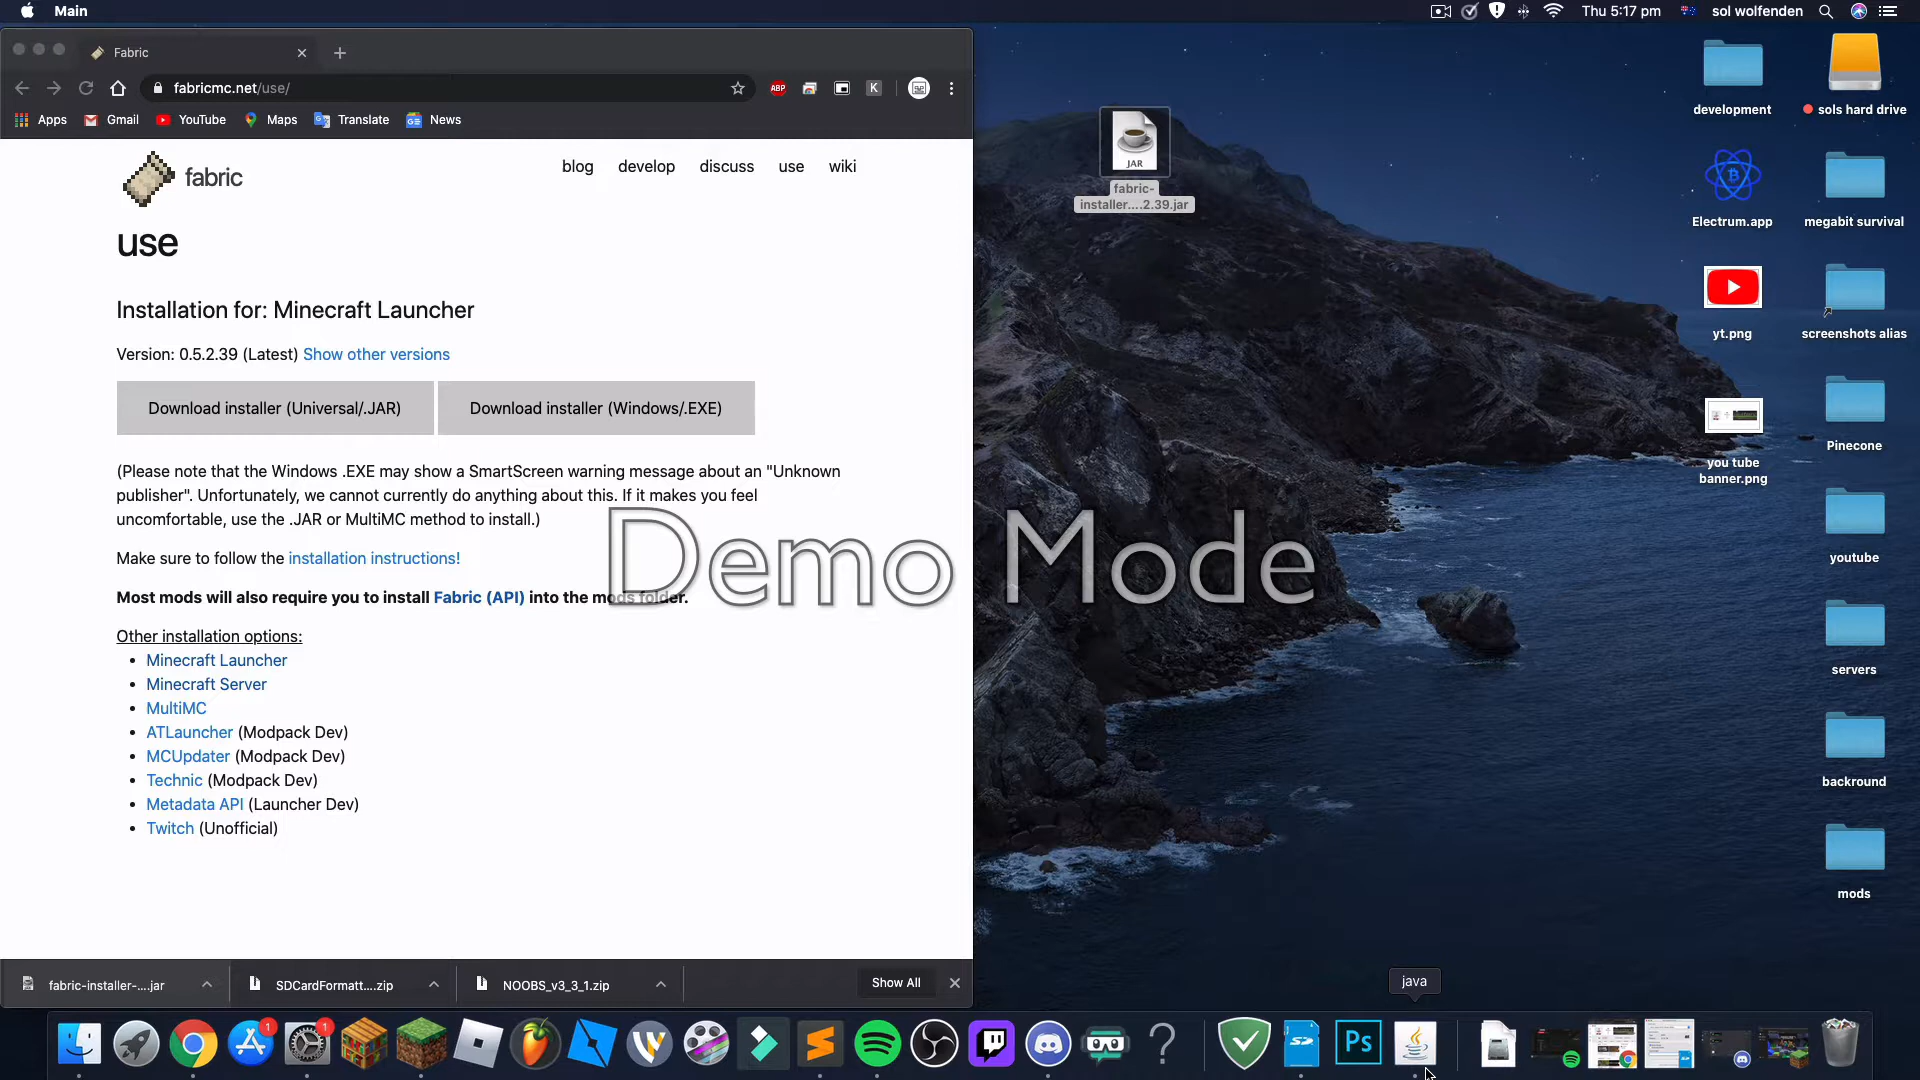 Main
Thu 5:17 pm
sol wolfenden
Fabric
fabricmc.net/use/
ABP
K
Apps
Gmail
YouTube
Maps
Translate
News
fabric
blog
develop
discuss
use
wiki
use
Installation for: Minecraft Launcher
Version: 0.5.2.39 (Latest) Show other versions
Download installer (Universal/.JAR)
Download installer (Windows/.EXE)
(Please note that the Windows .EXE may show a SmartScreen warning message about an "Unknown
publisher". Unfortunately, we cannot currently do anything about this. If it makes you feel
uncomfortable, use the .JAR or MultiMC method to install.)
Make sure to follow the installation instructions!
Most mods will also require you to install Fabric (API) into the mods folder.
Other installation options:
Minecraft Launcher
Minecraft Server
MultiMC
ATLauncher (Modpack Dev)
MCUpdater (Modpack Dev)
Technic (Modpack Dev)
Metadata API (Launcher Dev)
Twitch (Unofficial)
Demo Mode
JAR
fabric-
installer....2.39.jar
development
sols hard drive
Electrum.app
megabit survival
yt.png
screenshots alias
you tube
banner.png
Pinecone
youtube
servers
backround
mods
fabric-installer-....jar
SDCardFormatt....zip
NOOBS_v3_3_1.zip
Show All
java
1
1
SD
Ps